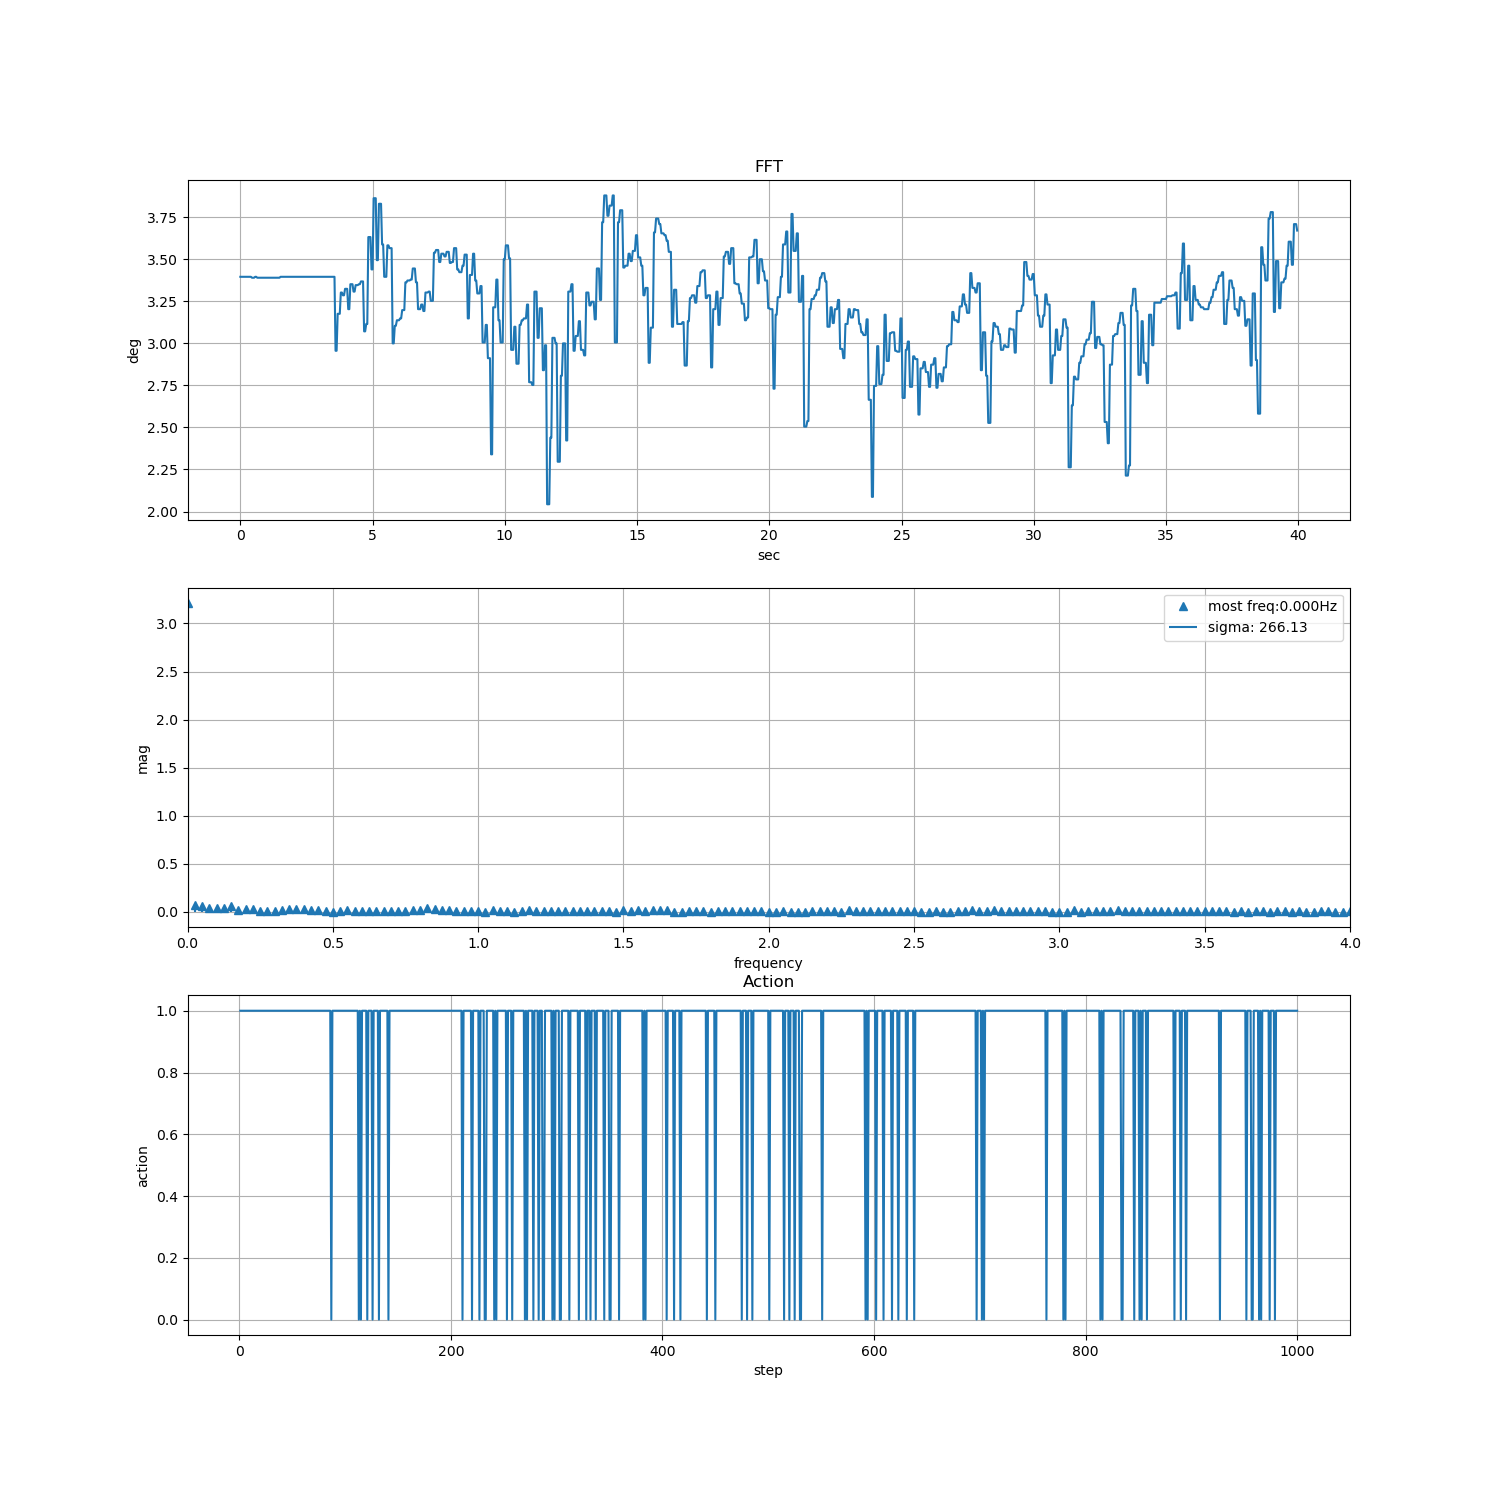 FFT
3.75
3.50
3.25
3.00
2.75
2.50
2.25
2.00
deg
0 5 10 15 20 25 30 35 40
sec
most freq:0.000Hz
sigma: 266.13
3.0
2.5
2.0
1.5
1.0
0.5
0.0
mag
0.0 0.5 1.0 1.5 2.0 2.5 3.0 3.5 4.0
frequency
Action
1.0
0.8
0.6
0.4
0.2
0.0
action
0 200 400 600 800 1000
step